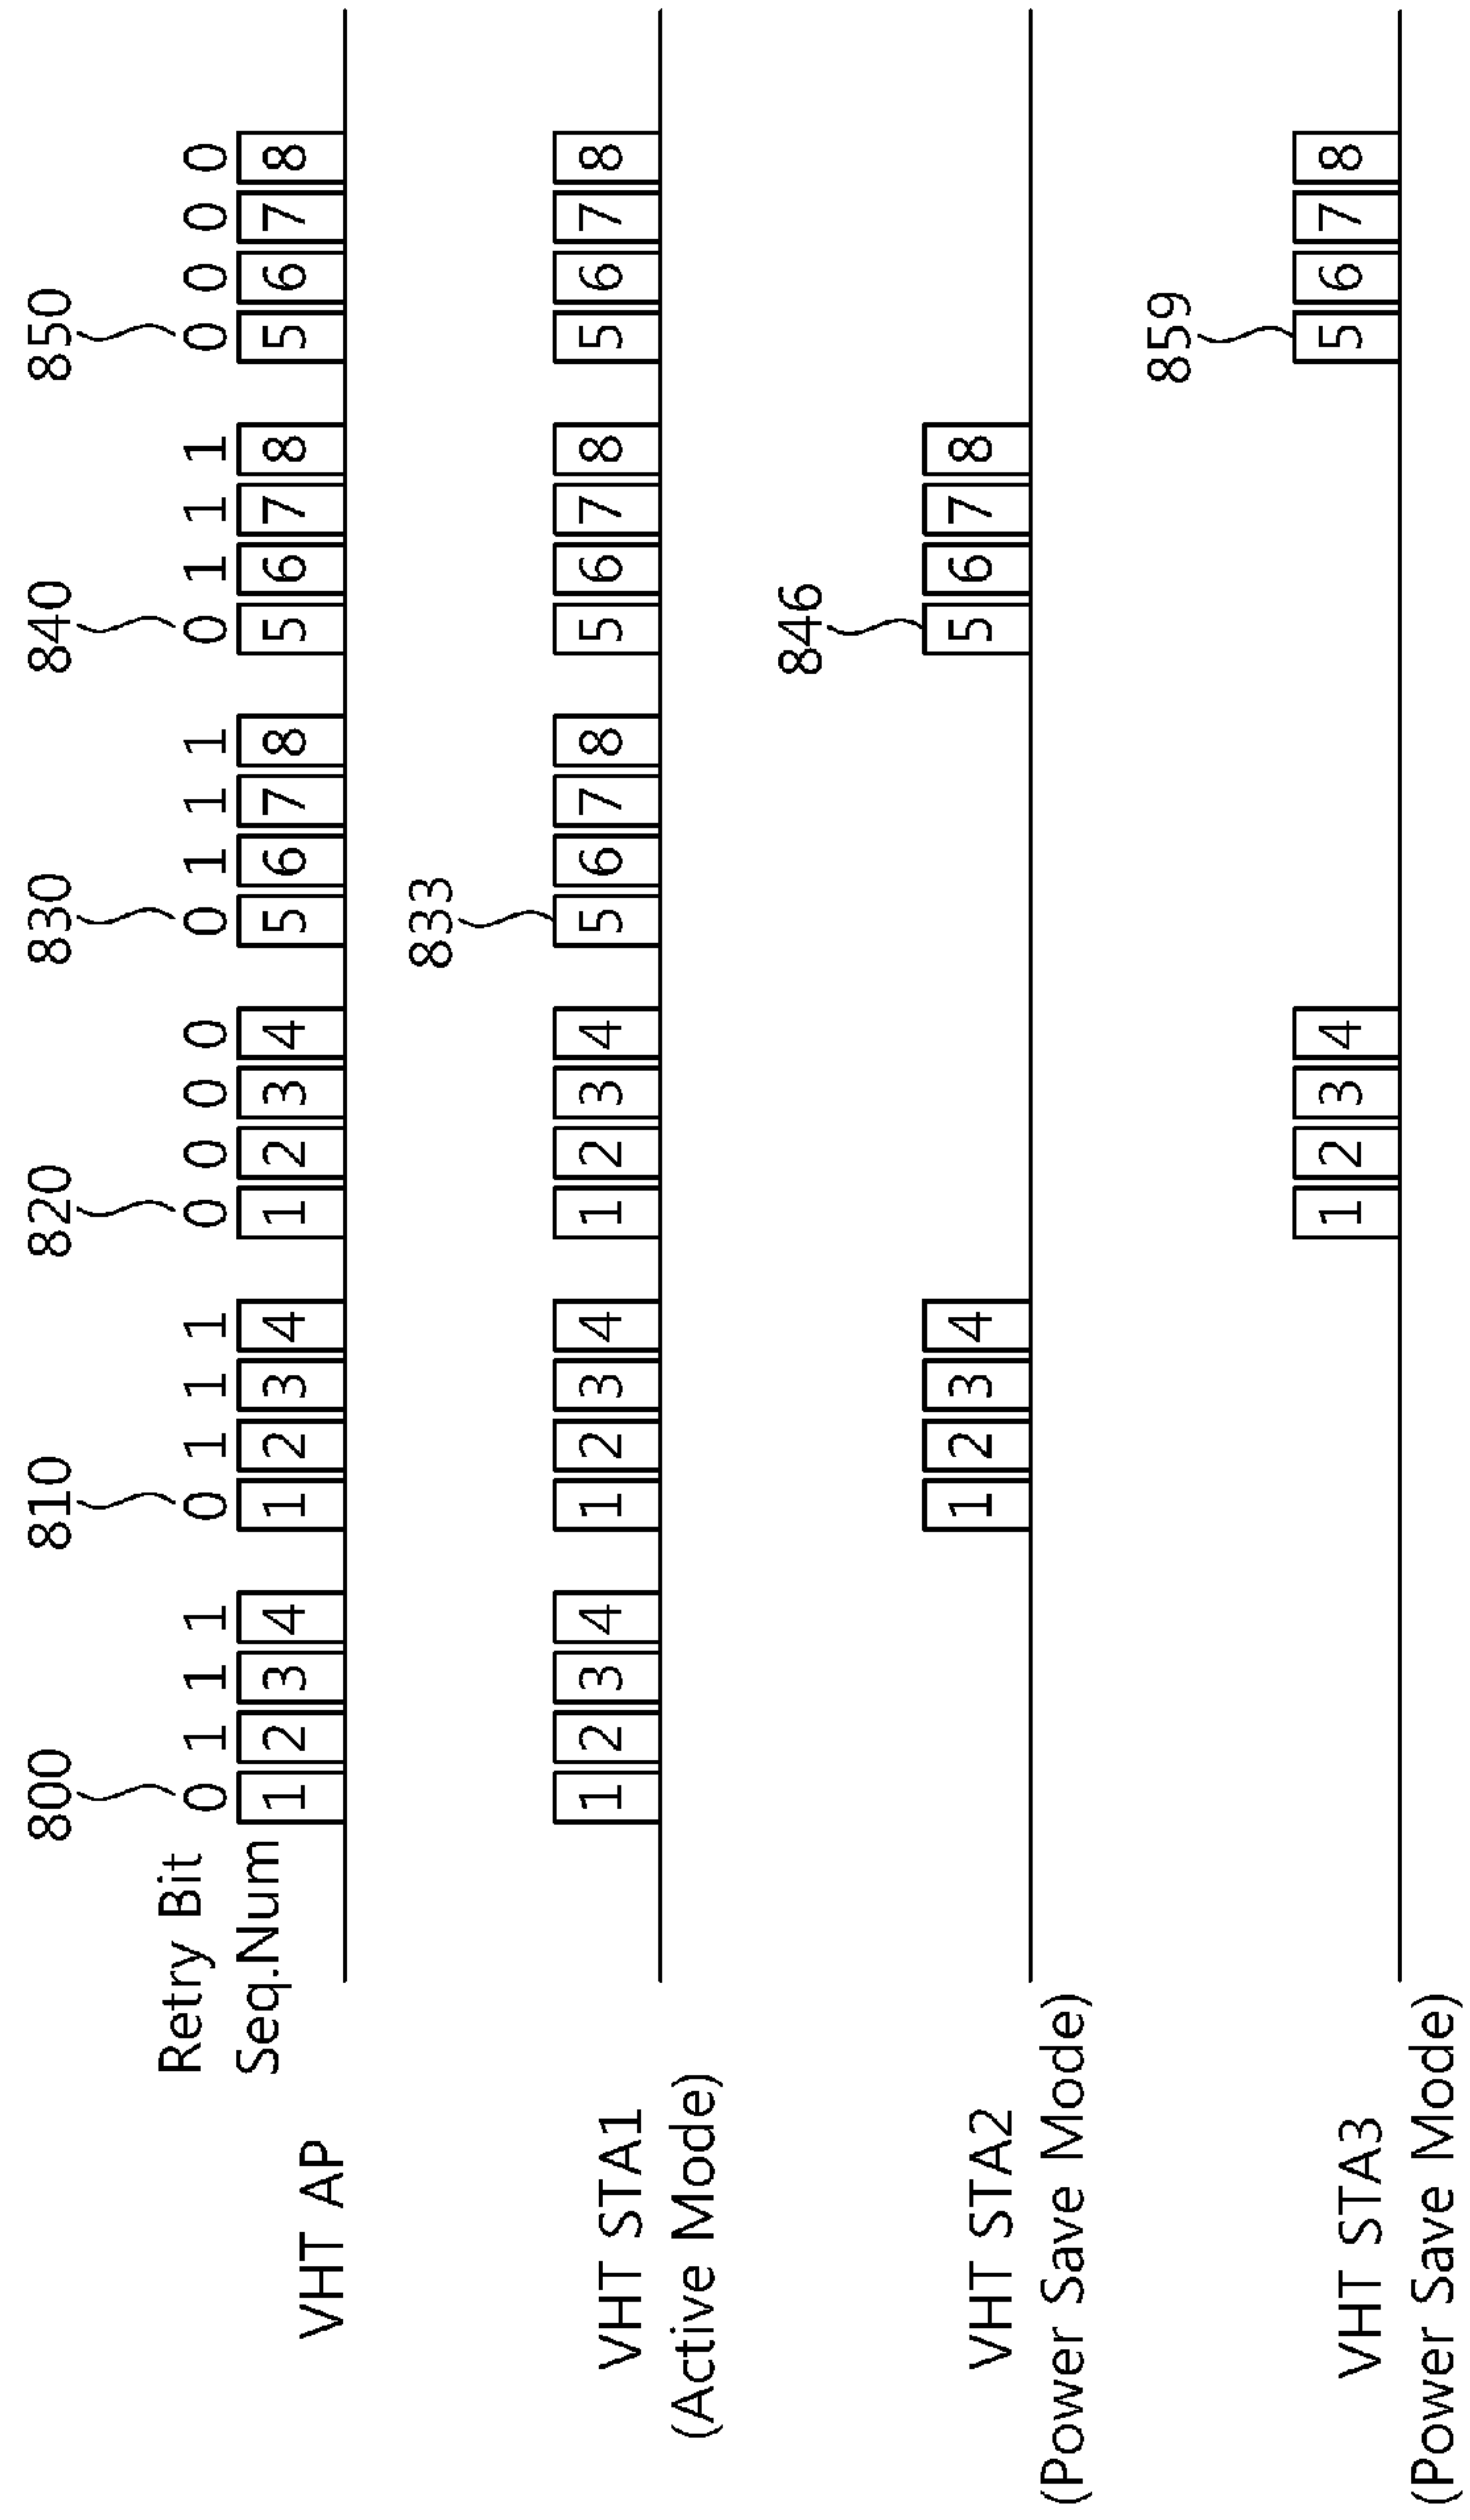 800 810 820 830 840 850
Retry Bit 0 1 1 1 0 1 1 1 0 0 0 0 0 1 1 1 0 1 1 1 0 0 0 0
Seq.Num 1 2 3 4 1 2 3 4 1 2 3 4 5 6 7 8 5 6 7 8 5 6 7 8
VHT AP
833
1 2 3 4 1 2 3 4 1 2 3 4 5 6 7 8 5 6 7 8 5 6 7 8
VHT STA1
(Active Mode)
846
1 2 3 4 5 6 7 8
VHT STA2
(Power Save Mode)
859
1 2 3 4 5 6 7 8
VHT STA3
(Power Save Mode)